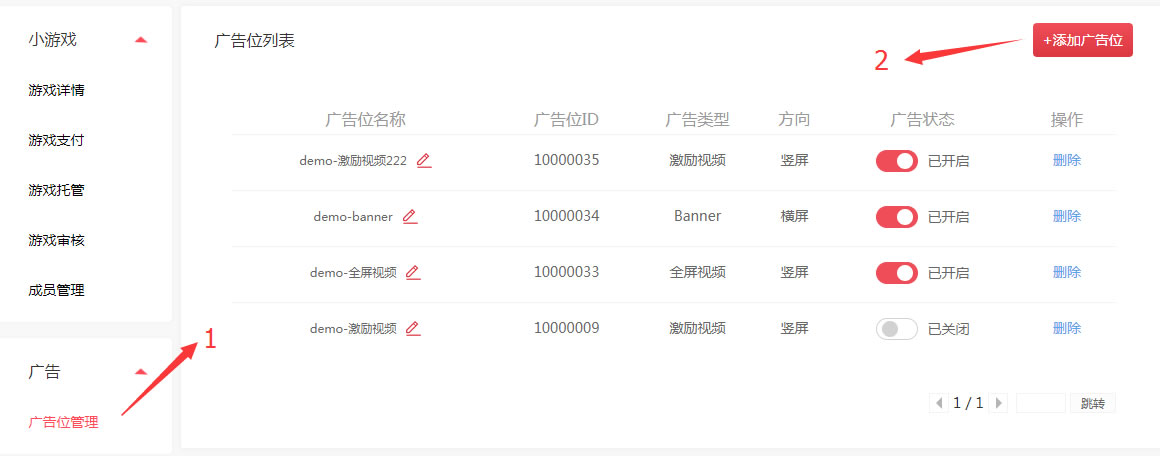 小游戏
游戏详情
游戏支付
游戏托管
游戏审核
成员管理
广告
广告位管理
1
广告位列表
2
+添加广告位
广告位名称 广告位ID 广告类型 方向 广告状态 操作
demo-激励视频222 10000035 激励视频 竖屏 已开启 删除
demo-banner 10000034 Banner 横屏 已开启 删除
demo-全屏视频 10000033 全屏视频 竖屏 已开启 删除
demo-激励视频 10000009 激励视频 竖屏 已关闭 删除
1 / 1 跳转